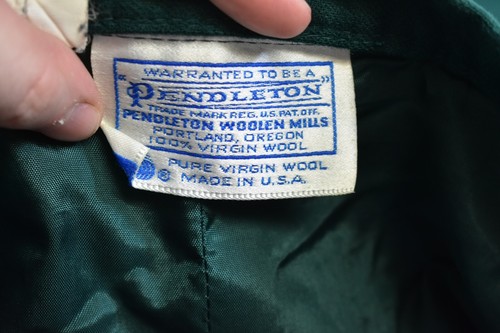 WARRANTED TO BE A
"PENDLETON"
TRADE MARK REG. U.S. PAT. OFF.
PENDLETON WOOLEN MILLS
PORTLAND, OREGON
100% VIRGIN WOOL
® PURE VIRGIN WOOL
MADE IN U.S.A.